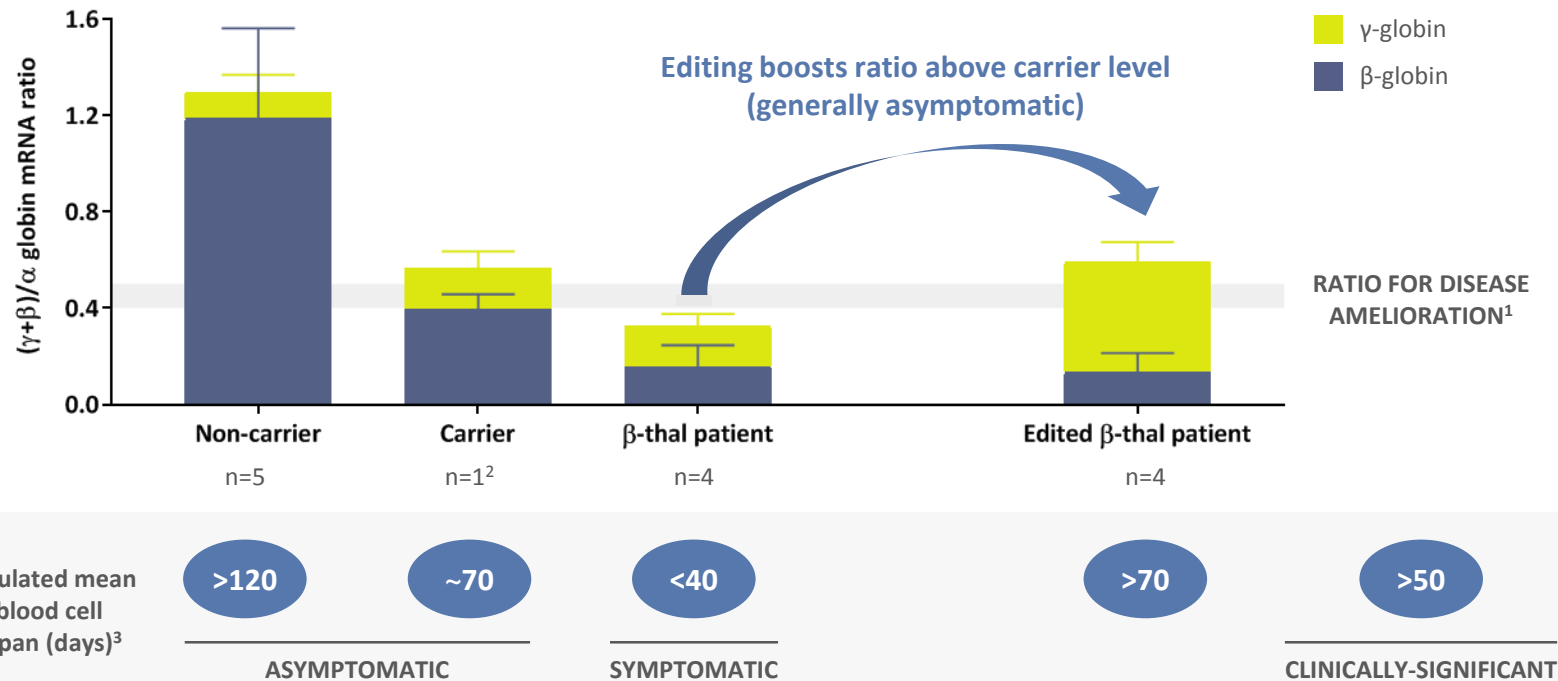 1.6
1.2
0.8
0.4
0.0
(γ+β)/α globin mRNA ratio
γ-globin
β-globin
Editing boosts ratio above carrier level
(generally asymptomatic)
RATIO FOR DISEASE
AMELIORATION¹
Non-carrier
Carrier
β-thal patient
Edited β-thal patient
n=5
n=1²
n=4
n=4
ulated mean
blood cell
pan (days)³
>120
~70
<40
>70
>50
ASYMPTOMATIC
SYMPTOMATIC
CLINICALLY-SIGNIFICANT